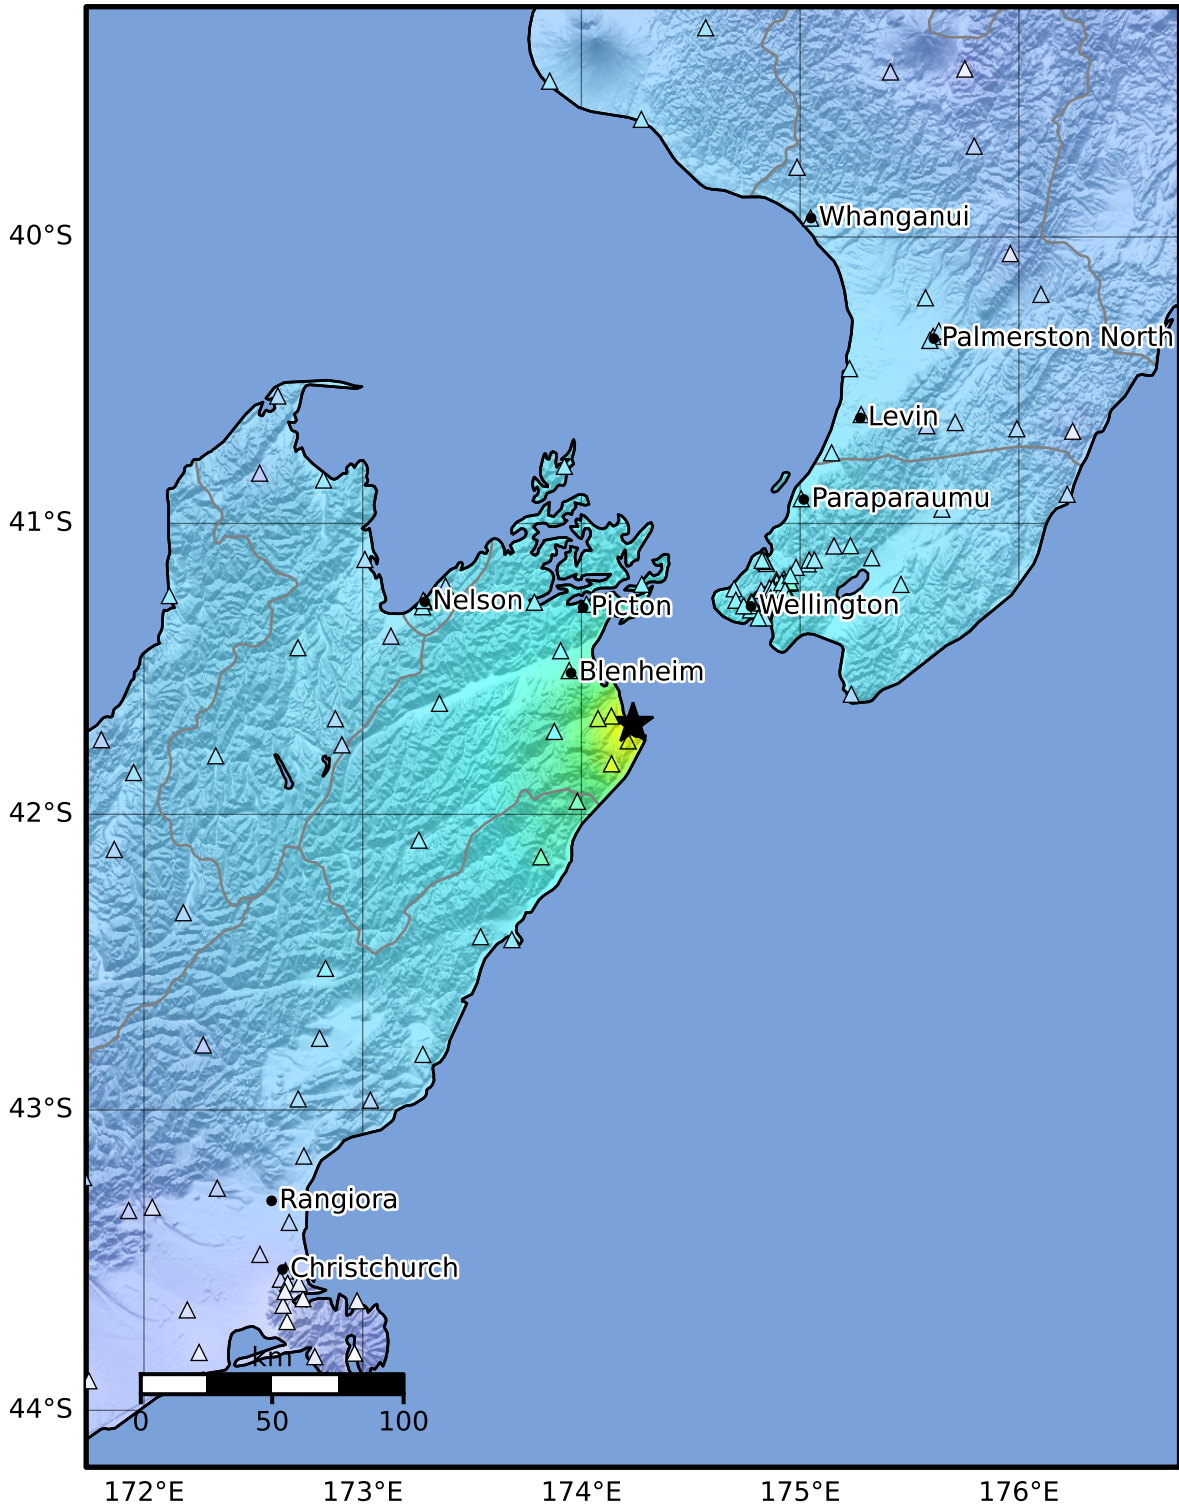 Whanganui
40°S
Palmerston North
Levin
Paraparaumu
41°S
Nelson
Picton
Wellington
Blenheim
42°S
43°S
Rangiora
Christchurch
km
44°S
0 50 100
172°E 173°E 174°E 175°E 176°E